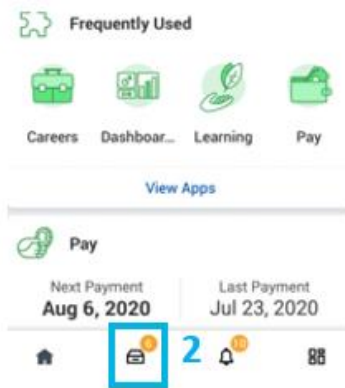 Frequently Used
Careers Dashboar... Learning Pay
View Apps
Pay
Next Payment Last Payment
Aug 6, 2020 Jul 23, 2020
2